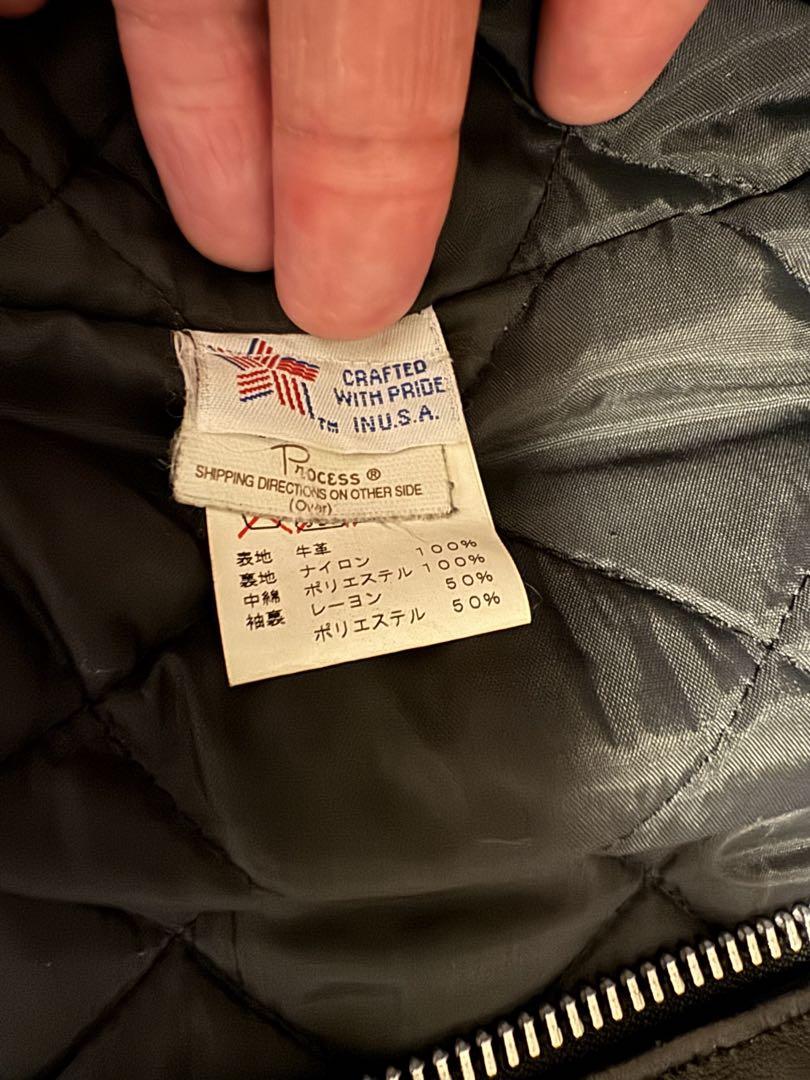 CRAFTED
WITH PRIDE
TM IN U.S.A.
Process®
SHIPPING DIRECTIONS ON OTHER SIDE
(Over)
表地 牛革
裏地 ナイロン 100%
中綿 ポリエステル 100%
袖裏 レーヨン 50%
ポリエステル 50%